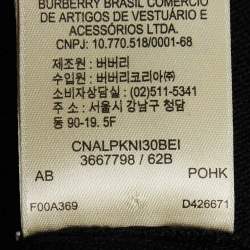 BURBERRY BRASIL COMERCIO
DE ARTIGOS DE VESTUÁRIO E
ACESSÓRIOS LTDA.
CNPJ: 10.770.518/0001-68
제조원 : 버버리
수입원 : 버버리코리아㈜
소비자상담실 : 02)511-5341
주소 : 서울시 강남구 청담
동 90-19. 5F
CNALPKNI30BEI
3667798 / 62B
AB POHK
F00A369 D426671